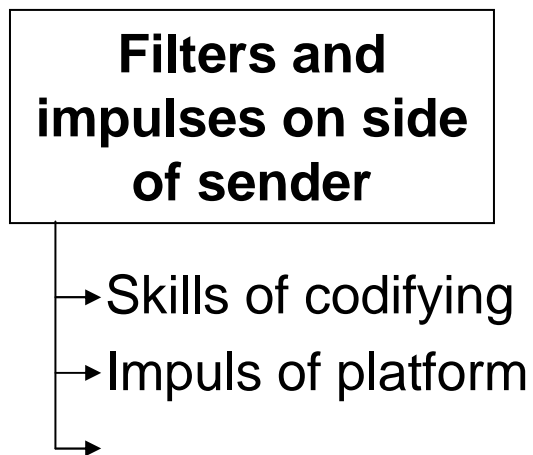 Filters and
impulses on side
of sender
Skills of codifying
Impuls of platform